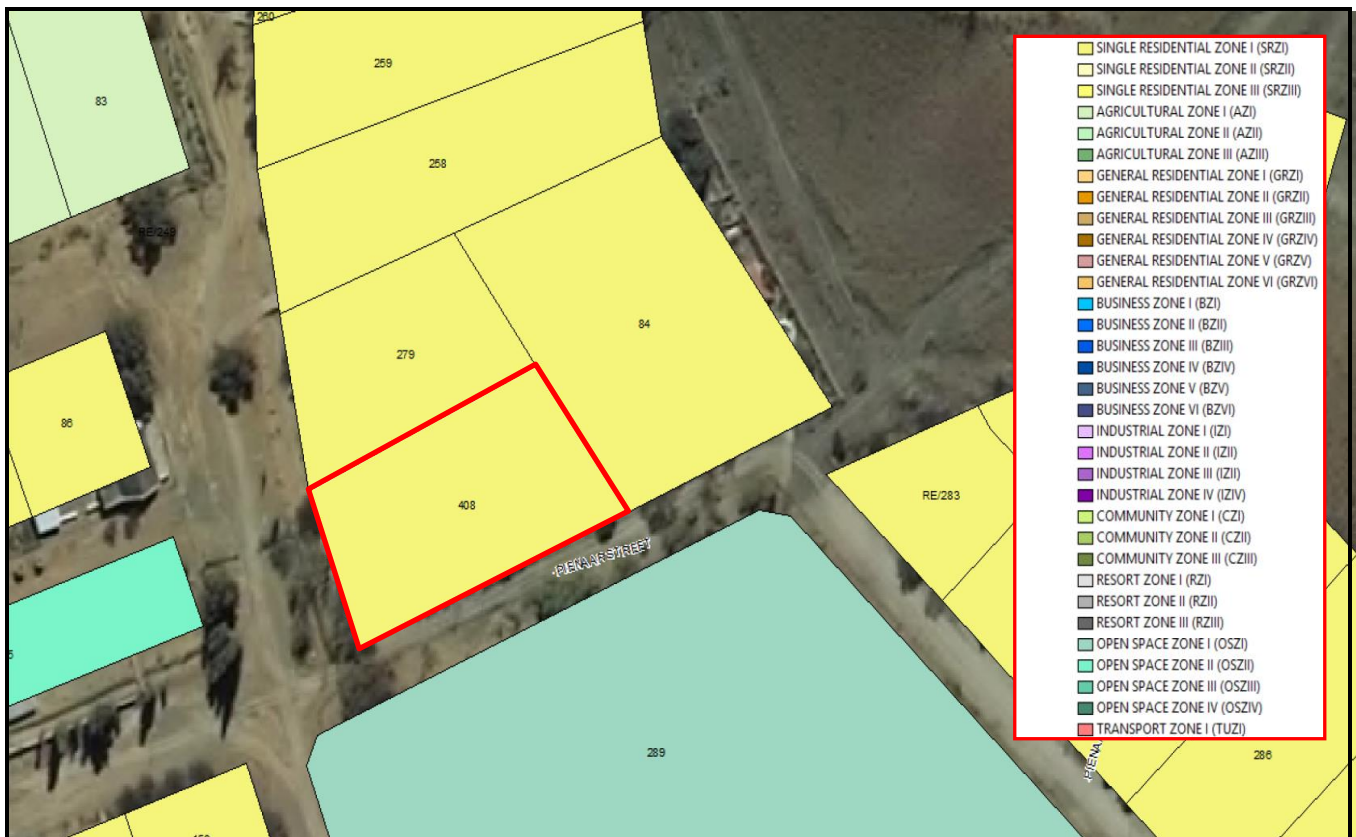 260
259
83
258
RE/249
84
279
86
RE/283
408
PIENAAR STREET
289
286
PIENA
SINGLE RESIDENTIAL ZONE I (SRZI)
SINGLE RESIDENTIAL ZONE II (SRZII)
SINGLE RESIDENTIAL ZONE III (SRZIII)
AGRICULTURAL ZONE I (AZI)
AGRICULTURAL ZONE II (AZII)
AGRICULTURAL ZONE III (AZIII)
GENERAL RESIDENTIAL ZONE I (GRZI)
GENERAL RESIDENTIAL ZONE II (GRZII)
GENERAL RESIDENTIAL ZONE III (GRZIII)
GENERAL RESIDENTIAL ZONE IV (GRZIV)
GENERAL RESIDENTIAL ZONE V (GRZV)
GENERAL RESIDENTIAL ZONE VI (GRZVI)
BUSINESS ZONE I (BZI)
BUSINESS ZONE II (BZII)
BUSINESS ZONE III (BZIII)
BUSINESS ZONE IV (BZIV)
BUSINESS ZONE V (BZV)
BUSINESS ZONE VI (BZVI)
INDUSTRIAL ZONE I (IZI)
INDUSTRIAL ZONE II (IZII)
INDUSTRIAL ZONE III (IZII)
INDUSTRIAL ZONE IV (IZIV)
COMMUNITY ZONE I (CZI)
COMMUNITY ZONE II (CZII)
COMMUNITY ZONE III (CZIII)
RESORT ZONE I (RZI)
RESORT ZONE II (RZII)
RESORT ZONE III (RZIII)
OPEN SPACE ZONE I (OSZI)
OPEN SPACE ZONE II (OSZII)
OPEN SPACE ZONE III (OSZIII)
OPEN SPACE ZONE IV (OSZIV)
TRANSPORT ZONE I (TUZI)